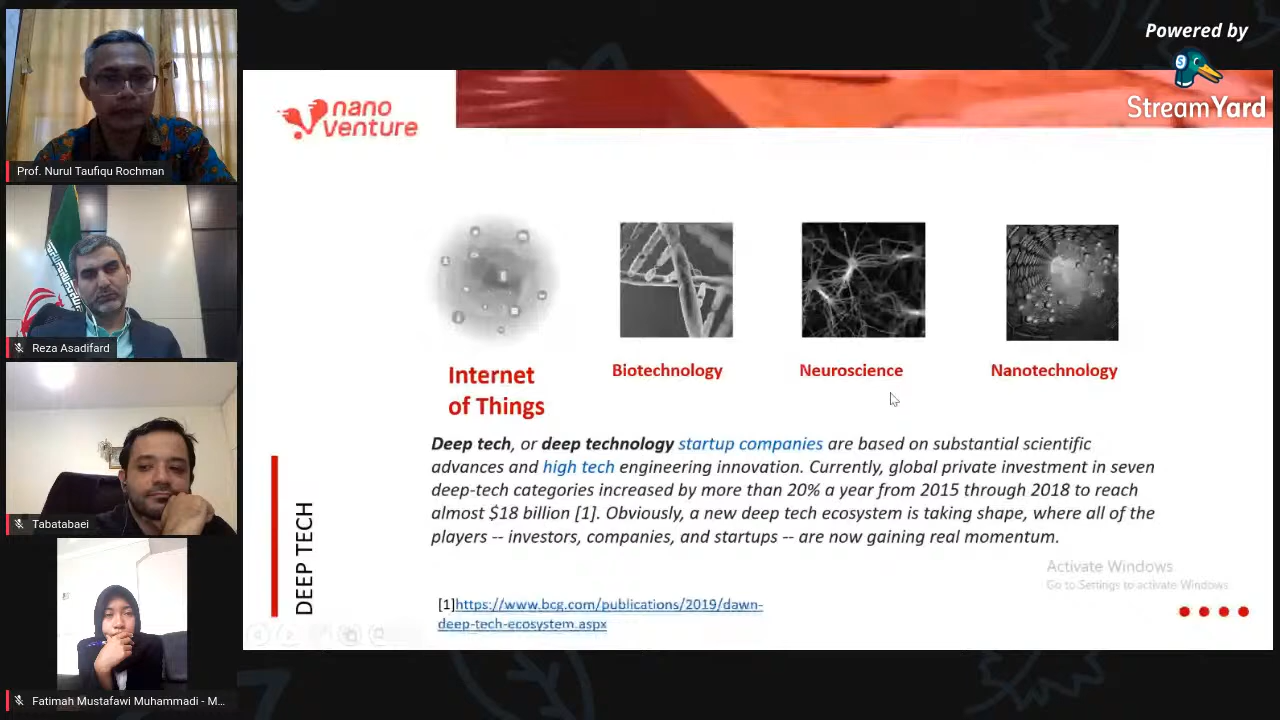 Powered by
StreamYard
Prof. Nurul Taufiqu Rochman
Reza Asadifard
Tabatabaei
Fatimah Mustafawi Muhammadi - M...
nano
venture
Internet
of Things
Biotechnology
Neuroscience
Nanotechnology
DEEP TECH
Deep tech, or deep technology startup companies are based on substantial scientific
advances and high tech engineering innovation. Currently, global private investment in seven
deep-tech categories increased by more than 20% a year from 2015 through 2018 to reach
almost $18 billion [1]. Obviously, a new deep tech ecosystem is taking shape, where all of the
players -- investors, companies, and startups -- are now gaining real momentum.
Activate Windows
Go to Settings to activate Windows
[1]https://www.bcg.com/publications/2019/dawn-
deep-tech-ecosystem.aspx